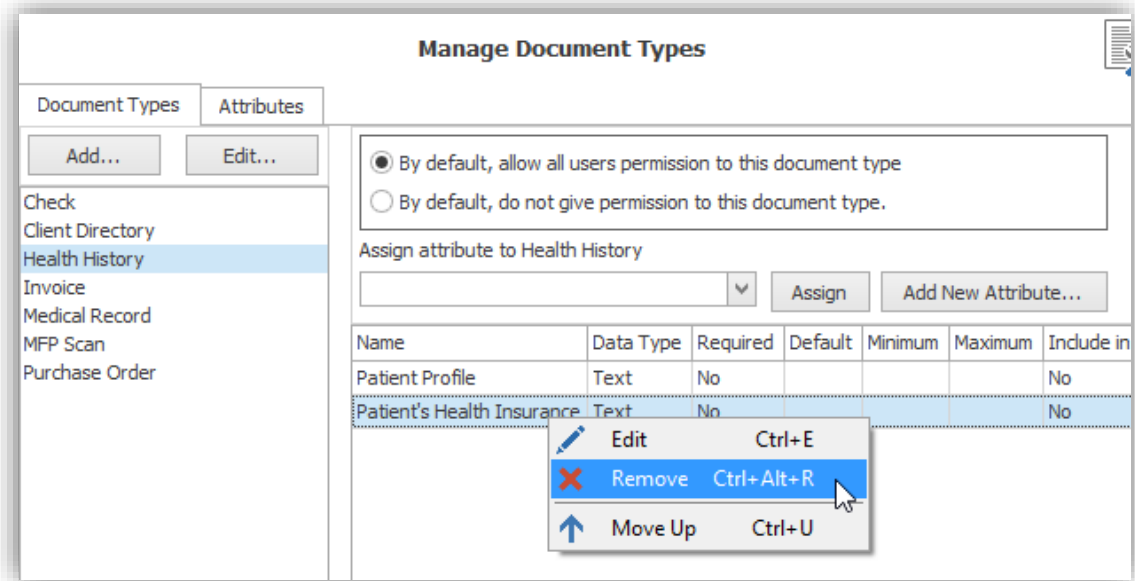 Manage Document Types
Document Types Attributes
Add... Edit...
Check
Client Directory
Health History
Invoice
Medical Record
MFP Scan
Purchase Order
By default, allow all users permission to this document type
By default, do not give permission to this document type.
Assign attribute to Health History
Assign Add New Attribute...
Name Data Type Required Default Minimum Maximum Include in
Patient Profile Text No No
Patient's Health Insurance Text No No
Edit Ctrl+E
Remove Ctrl+Alt+R
Move Up Ctrl+U